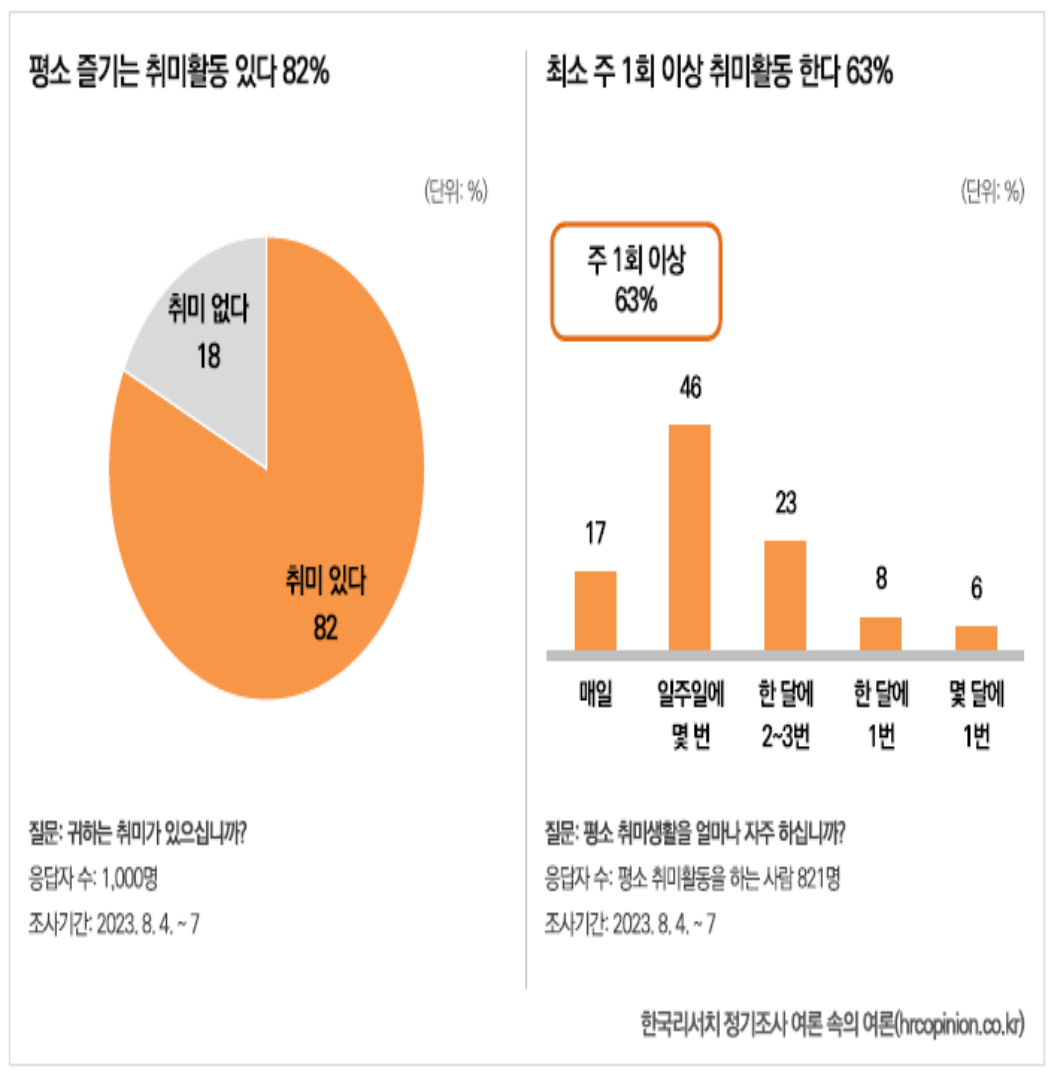 평소 즐기는 취미활동 있다 82%
(단위: %)
취미 없다
18
취미 있다
82
질문: 귀하는 취미가 있으십니까?
응답자 수: 1,000명
조사기간: 2023. 8. 4. ~ 7
최소 주 1회 이상 취미활동 한다 63%
(단위: %)
주 1회 이상
63%
17
46
23
8
6
매일
일주일에
몇 번
한 달에
2~3번
한 달에
1번
몇 달에
1번
질문: 평소 취미생활을 얼마나 자주 하십니까?
응답자 수: 평소 취미활동을 하는 사람 821명
조사기간: 2023. 8. 4. ~ 7
한국리서치 정기조사 여론 속의 여론(hrcopinion.co.kr)